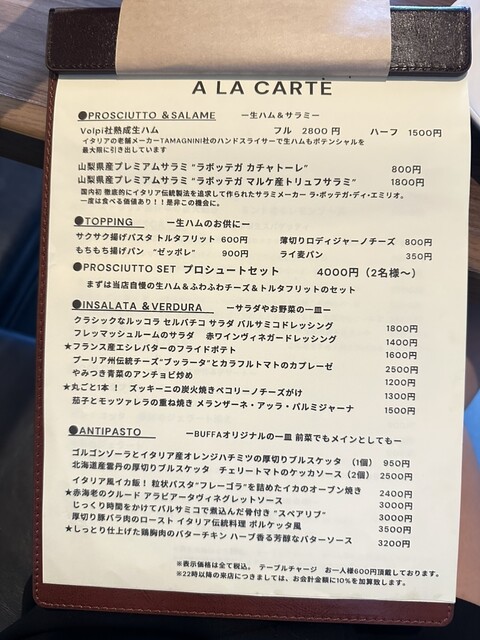 A LA CARTE
●PROSCIUTTO &SALAME ー生ハム&サラミー
Volpi社熟成生ハム フル 2800 円 ハーフ 1500円
イタリアの老舗メーカーTAMAGNINI社のハンドスライサーで生ハムもポテンシャルを
最大限に引き出しています
山梨県産プレミアムサラミ “ラボッテガ カチャトーレ” 800円
山梨県産プレミアムサラミ “ラボッテガ マルケ産トリュフサラミ” 1800円
国内初 徹底的にイタリア伝統製法を追求して作られたサラミメーカー ラ・ボッテガ・ディ・エミリオ。
一度は食べる価値あり!!是非この機会に。
●TOPPING ー生ハムのお供にー
サクサク揚げパスタ トルタフリット 600円 薄切りロディジャーノチーズ 800円
もちもち揚げパン “ゼッポレ” 900円 ライ麦パン 350円
●PROSCIUTTO SET プロシュートセット 4000円(2名様〜)
まずは当店自慢の生ハム&ふわふわチーズ&トルタフリットのセット
●INSALATA &VERDURA ーサラダやお野菜の一皿ー
クラシックなルッコラ セルバチコ サラダ バルサミコドレッシング 1800円
フレッマッシュルームのサラダ 赤ワインヴィネガードレッシング 1400円
★フランス産エシレバターのフライドポテト 1600円
プーリア州伝統チーズ“ブッラータ”とカラフルトマトのカプレーゼ 2500円
やみつき青菜のアンチョビ炒め 1200円
★丸ごと1本! ズッキーニの炭火焼きペコリーノチーズがけ 1300円
茄子とモッツァレラの重ね焼き メランザーネ・アッラ・パルミジャーナ 1500円
●ANTIPASTO ーBUFFAオリジナルの一皿 前菜でもメインとしてもー
ゴルゴンゾーラとイタリア産オレンジハチミツの厚切りブルスケッタ (1個) 950円
北海道産雲丹の厚切りブルスケッタ チェリートマトのケッカソース(2個) 2500円
イタリア風イカ飯! 粒状パスタ“フレーゴラ”を詰めたイカのオーブン焼き 2400円
★赤海老のクルード アラビアータヴィネグレットソース 3000円
じっくり時間をかけてバルサミコで煮込んだ骨付き “スペアリブ” 3000円
厚切り豚バラ肉のロースト イタリア伝統料理 ポルケッタ風 3500円
★しっとり仕上げた鶏胸肉のバターチキン ハーブ香る芳醇なバターソース 3200円
※表示価格は全て税込。 テーブルチャージ お一人様600円頂戴しております。
※22時以降の来店につきましては、お会計金額に10%を加算致します。